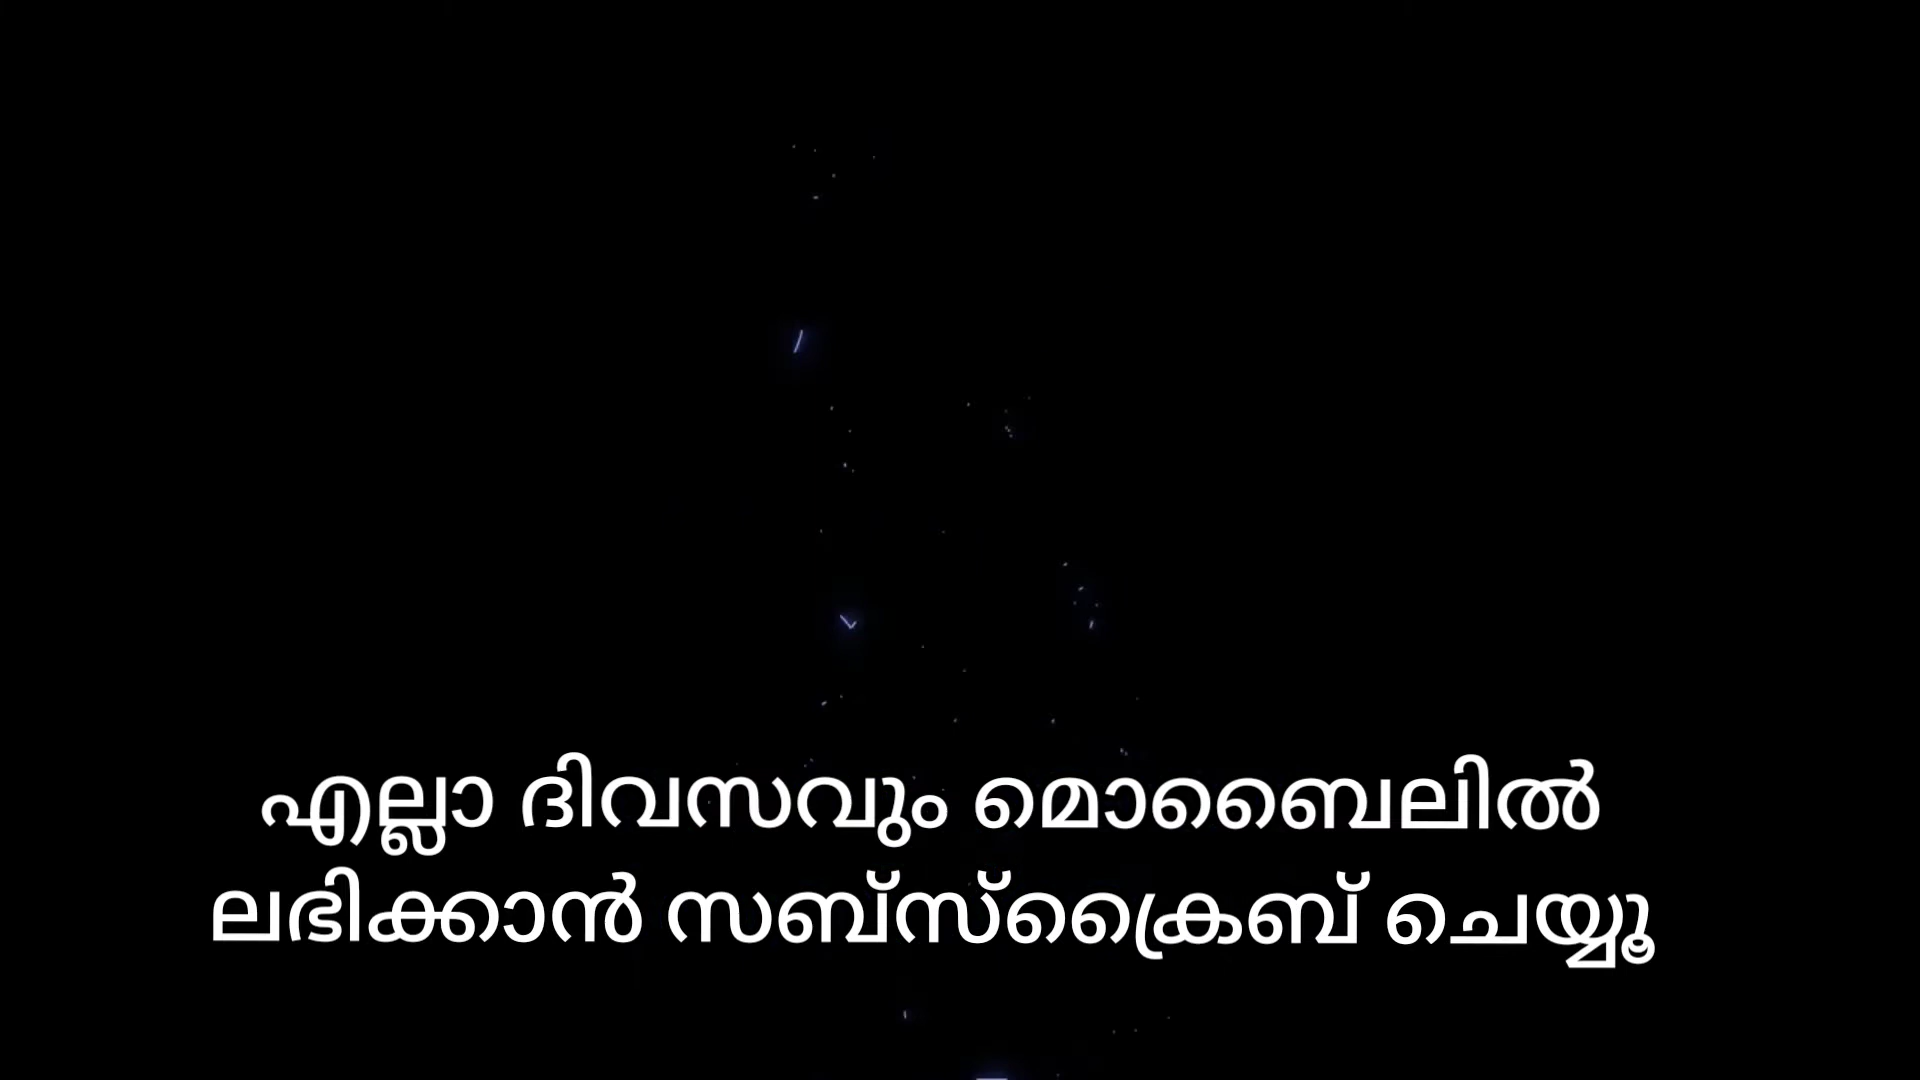 എല്ലാ ദിവസവും മൊബൈലിൽ
ലഭിക്കാൻ സബ്സ്ക്രൈബ് ചെയ്യൂ